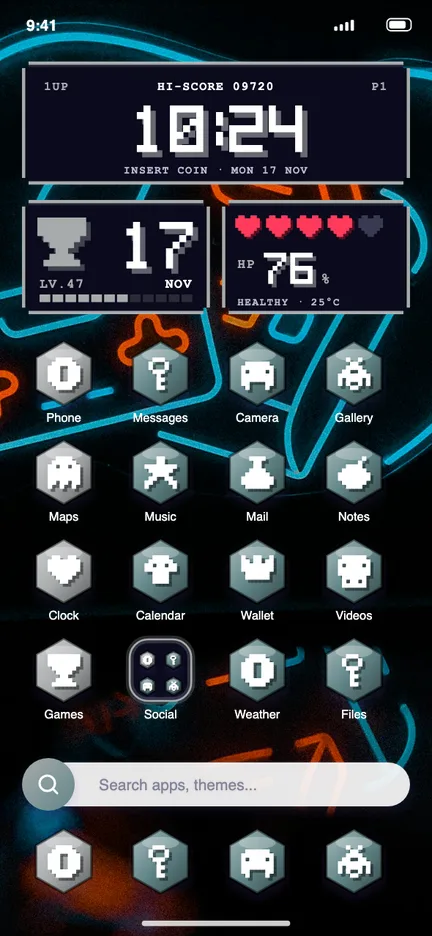 9:41
1UP HI-SCORE 09720 P1
10:24
INSERT COIN · MON 17 NOV
17
LV.47 NOV
HP 76 %
HEALTHY · 25°C
Phone Messages Camera Gallery
Maps Music Mail Notes
Clock Calendar Wallet Videos
Games Social Weather Files
Search apps, themes...